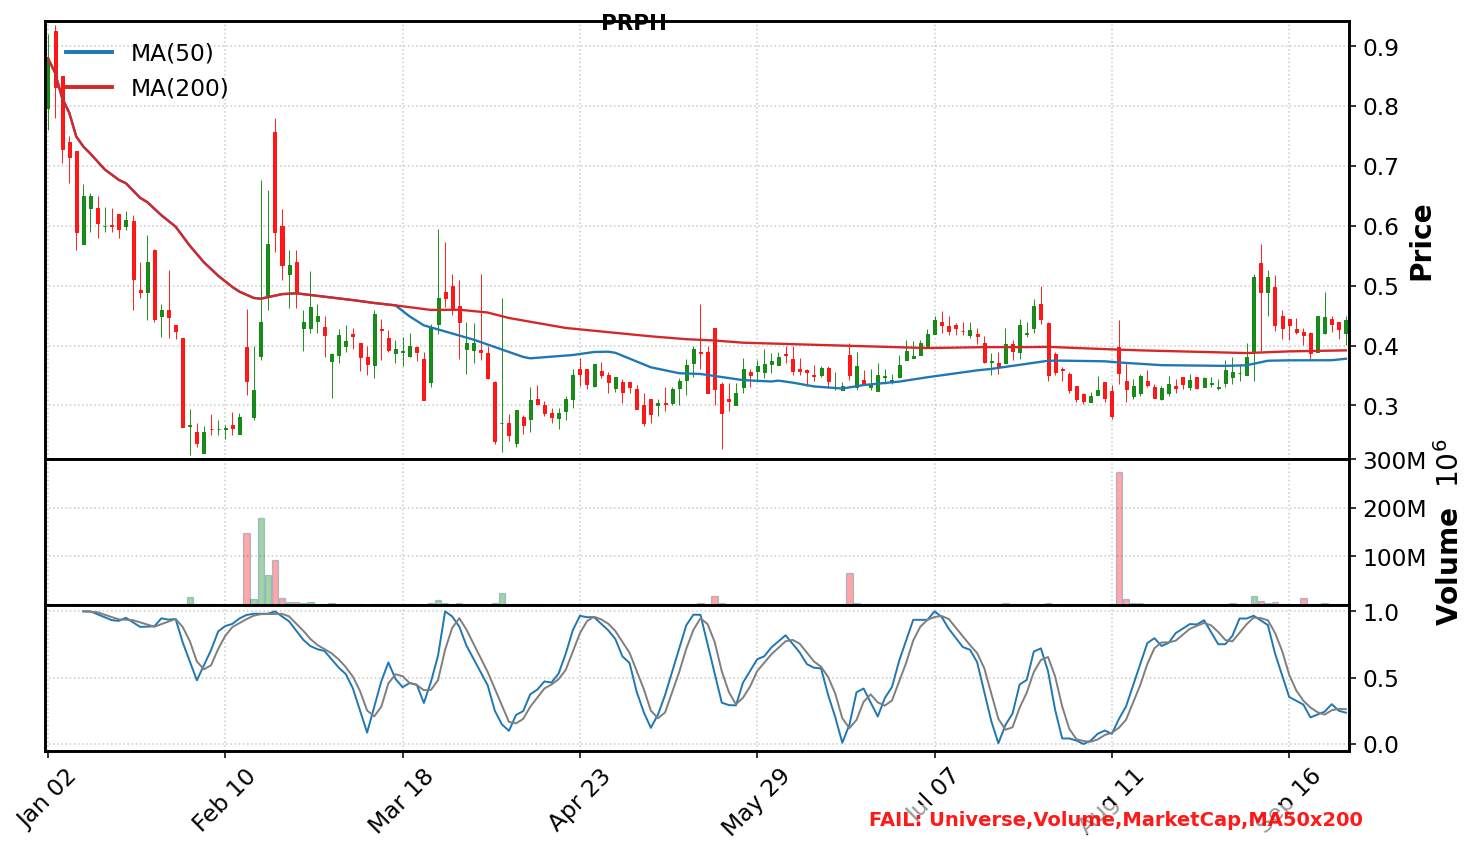 PRPH
MA(50)
MA(200)
0.9
0.8
0.7
0.6
0.5
0.4
0.3
Price
300M
200M
100M
Volume 10^6
1.0
0.5
0.0
Jan 02
Feb 10
Mar 18
Apr 23
May 29
Jul 07
Aug 11
Sep 16
FAIL: Universe,Volume,MarketCap,MA50x200